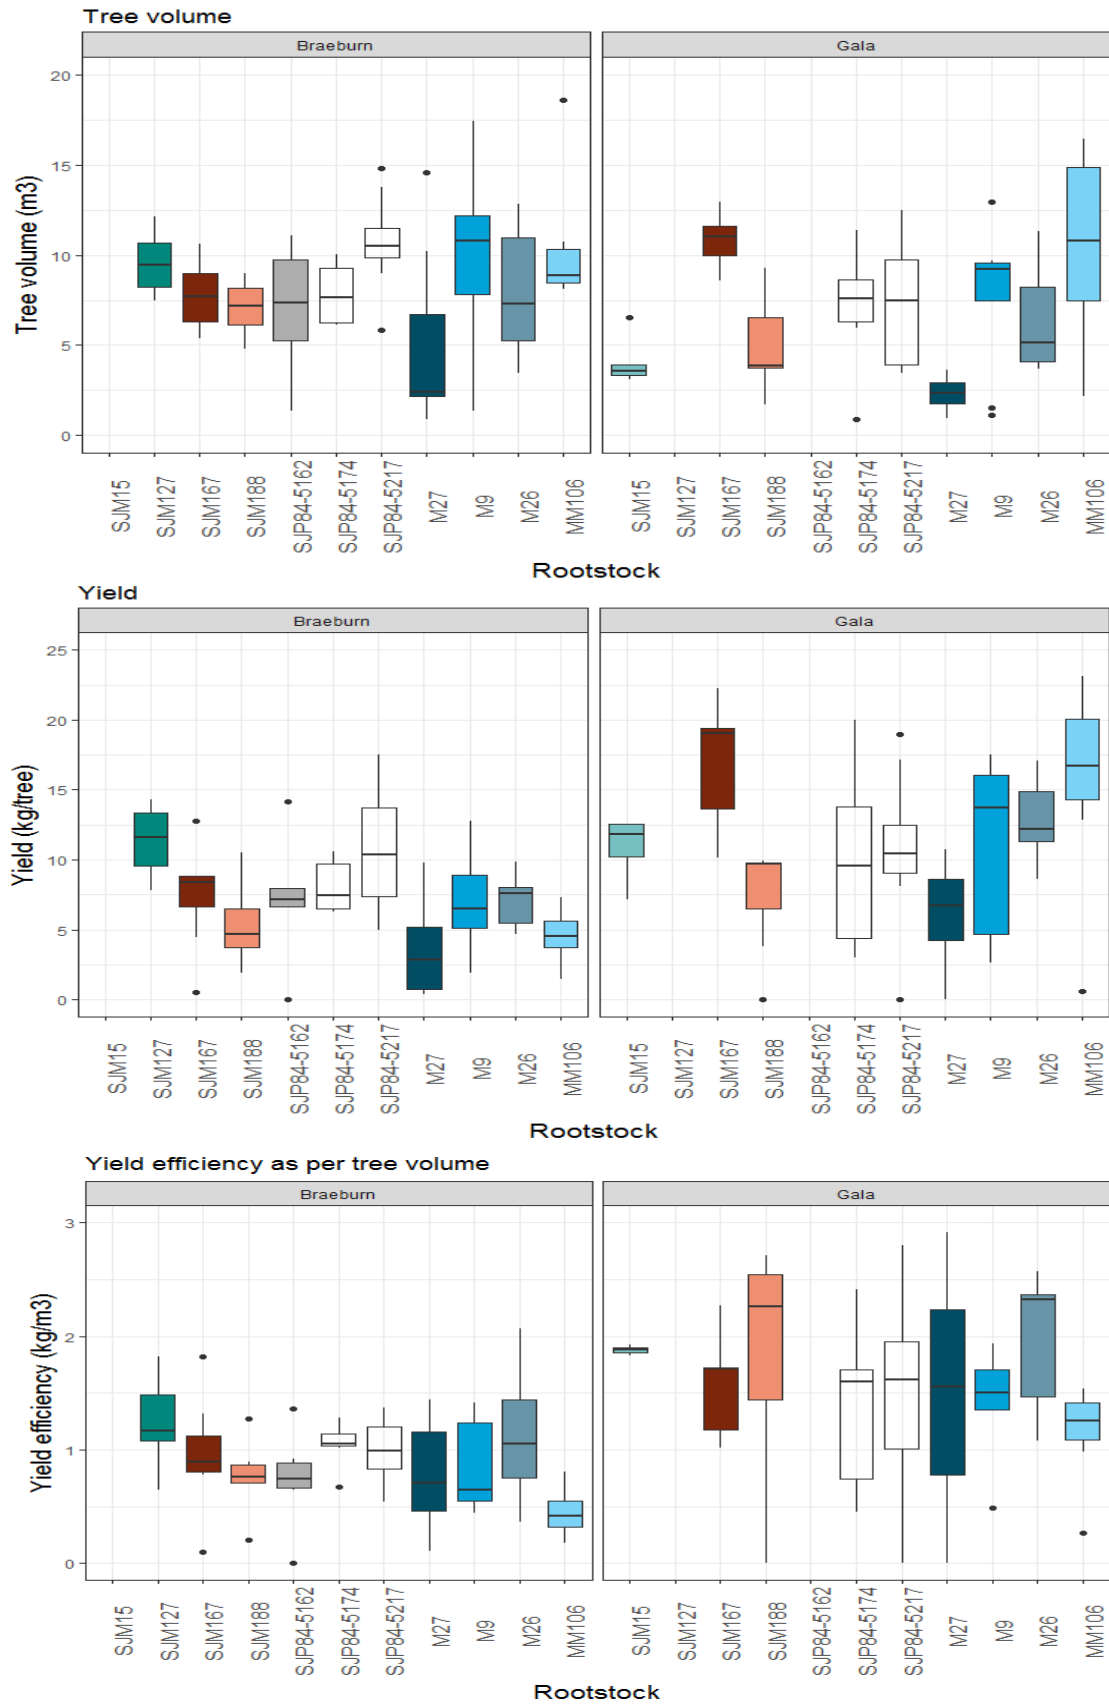 Tree volume
Braeburn
Gala
Tree volume (m3)
20
15
10
5
0
SJM15
SJM127
SJM167
SJM188
SJP84-5162
SJP84-5174
SJP84-5217
M27
M9
M26
MM106
SJM15
SJM127
SJM167
SJM188
SJP84-5162
SJP84-5174
SJP84-5217
M27
M9
M26
MM106
Rootstock
Yield
Braeburn
Gala
Yield (kg/tree)
25
20
15
10
5
0
SJM15
SJM127
SJM167
SJM188
SJP84-5162
SJP84-5174
SJP84-5217
M27
M9
M26
MM106
SJM15
SJM127
SJM167
SJM188
SJP84-5162
SJP84-5174
SJP84-5217
M27
M9
M26
MM106
Rootstock
Yield efficiency as per tree volume
Braeburn
Gala
Yield efficiency (kg/m3)
3
2
1
0
SJM15
SJM127
SJM167
SJM188
SJP84-5162
SJP84-5174
SJP84-5217
M27
M9
M26
MM106
SJM15
SJM127
SJM167
SJM188
SJP84-5162
SJP84-5174
SJP84-5217
M27
M9
M26
MM106
Rootstock